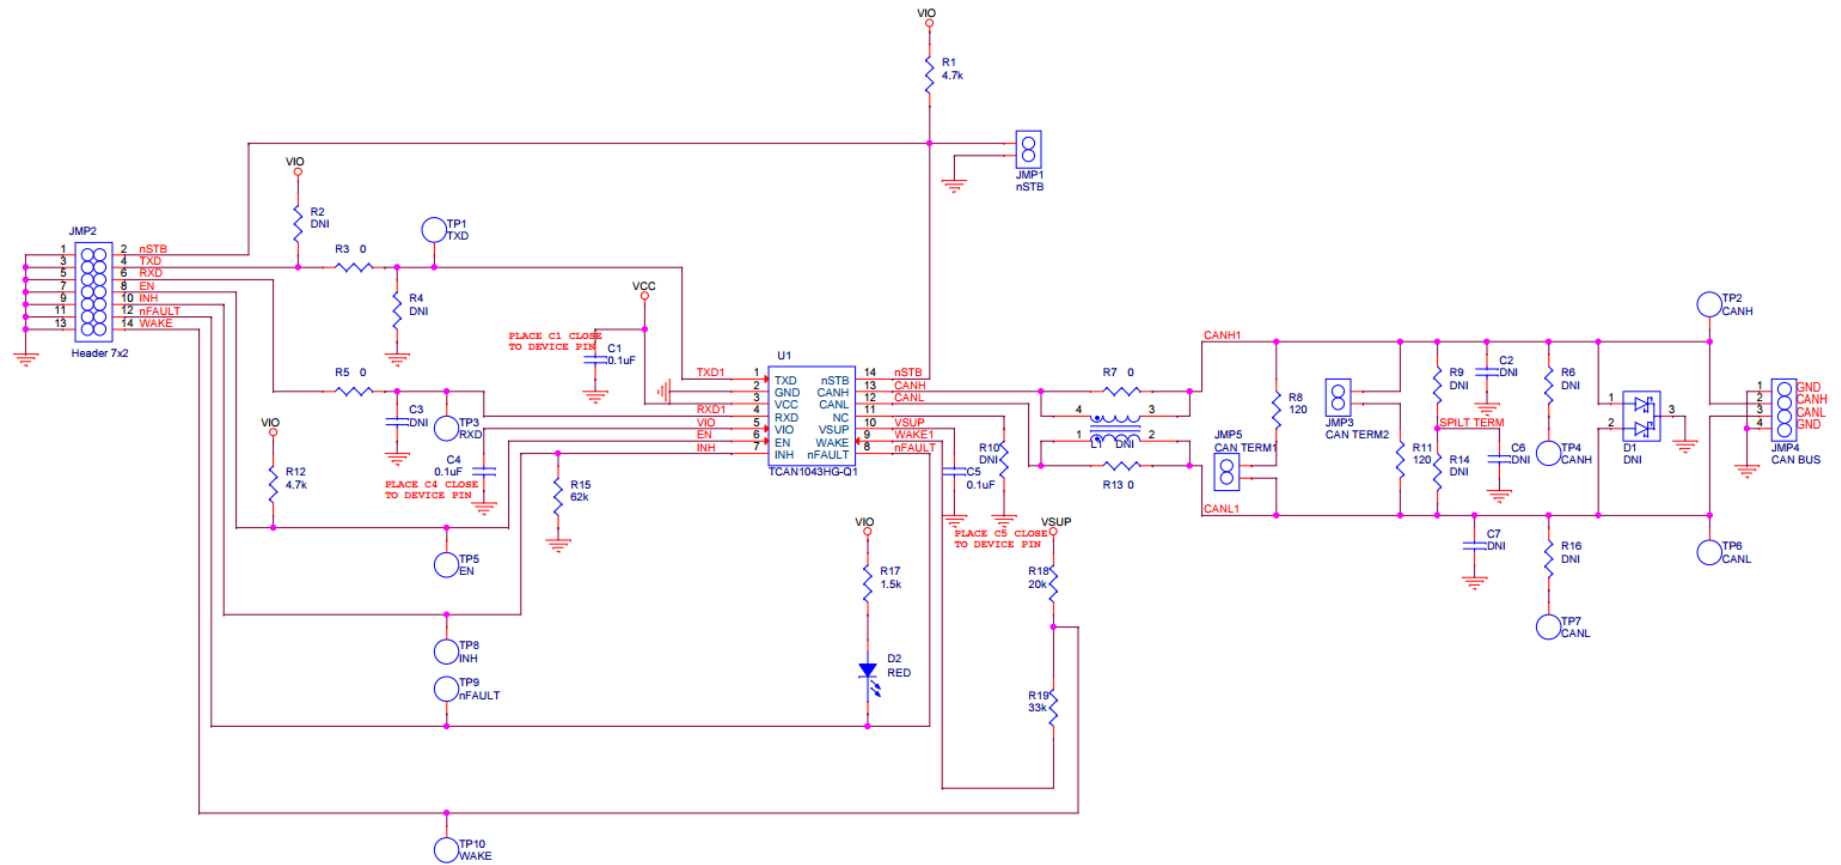 VIO
R1
4.7k
JMP1
nSTB
VIO
R2
DNI
R3 0
TP1
TXD
R4
DNI
JMP2
1
3
5
7
9
11
13
2 nSTB
4 TXD
6 RXD
8 EN
10 INH
12 nFAULT
14 WAKE
Header 7x2
VCC
PLACE C1 CLOSE
TO DEVICE PIN
C1
0.1uF
R5 0
C3
DNI
TP3
RXD
VIO
R12
4.7k
C4
0.1uF
PLACE C4 CLOSE
TO DEVICE PIN
R15
62k
TP5
EN
TP8
INH
TP9
nFAULT
TP10
WAKE
U1
TXD1 1 TXD
2 GND
3 VCC
RXD1 4 RXD
VIO 5 VIO
EN 6 EN
INH 7 INH
nSTB 14 nSTB
CANH 13 CANH
CANL 12 CANL
NC 11
VSUP 10 VSUP
WAKE 9 WAKE1
nFAULT 8 nFAULT
TCAN1043HG-Q1
C5
0.1uF
PLACE C5 CLOSE
TO DEVICE PIN
R10
DNI
VIO
R17
1.5k
D2
RED
VSUP
R18
20k
R19
33k
R7 0
4 3
1 2
L1 DNI
R13 0
CANH1
CANL1
R8
120
JMP5
CAN TERM1
JMP3
CAN TERM2
R11
120
R9
DNI
SPILT TERM
R14
DNI
C2
DNI
C6
DNI
C7
DNI
R6
DNI
TP4
CANH
R16
DNI
TP7
CANL
1
2
3
D1
DNI
TP2
CANH
TP6
CANL
1 GND
2 CANH
3 CANL
4 GND
JMP4
CAN BUS